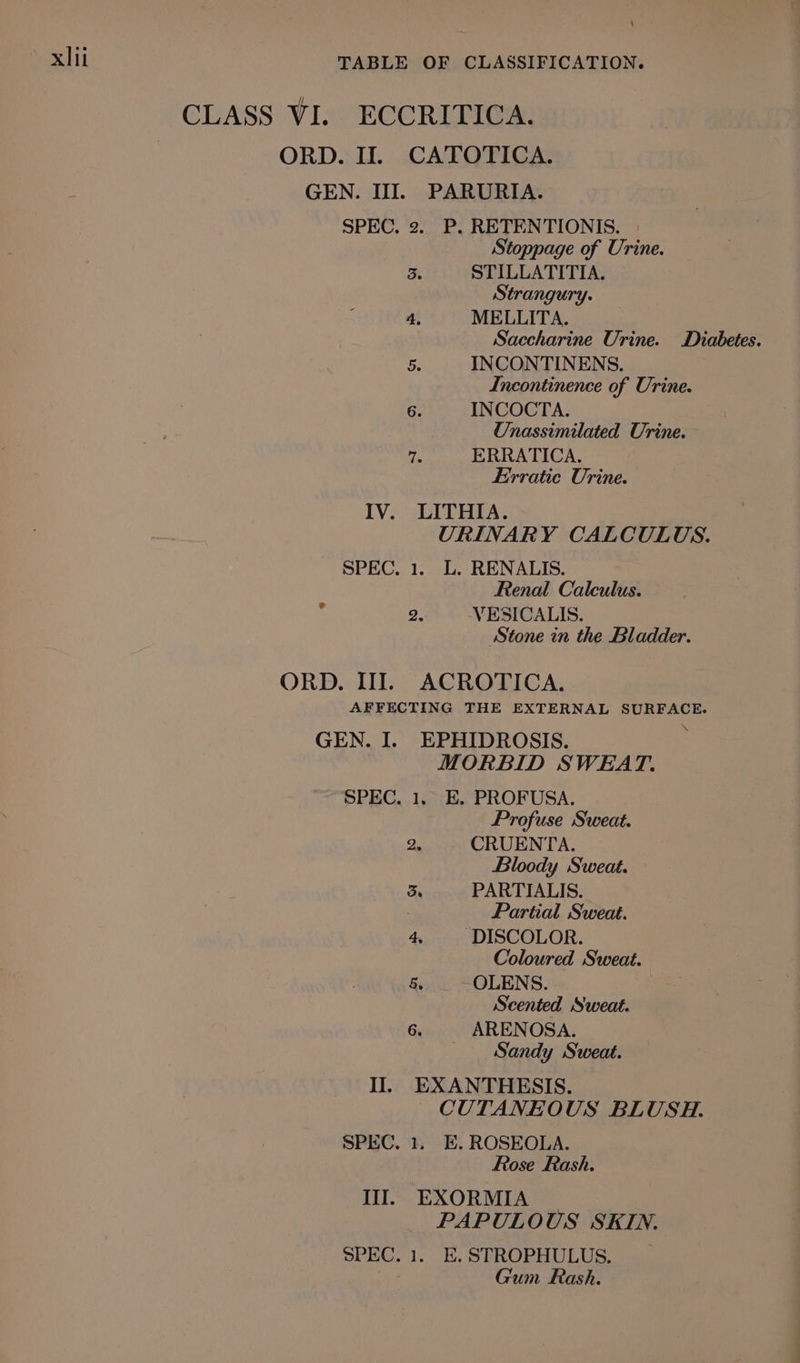 xlii TABLE OF CLASSIFICATION.
CLASS VI. ECCRITICA.
ORD. II. CATOTICA.
GEN. III. PARURIA.
SPEC. 2. P. RETENTIONIS.
Stoppage of Urine.
3. STILLATITIA.
Strangury.
4. MELLITA.
Saccharine Urine. Diabetes.
5. INCONTINENS.
Incontinence of Urine.
6. INCOCTA.
Unassimilated Urine.
7. ERRATICA.
Erratic Urine.
IV. LITHIA.
URINARY CALCULUS.
SPEC. 1. L. RENALIS.
Renal Calculus.
2. VESICALIS.
Stone in the Bladder.
ORD. III. ACROTICA.
AFFECTING THE EXTERNAL SURFACE.
GEN. I. EPHIDROSIS.
MORBID SWEAT.
SPEC. 1. E. PROFUSA.
Profuse Sweat.
2. CRUENTA.
Bloody Sweat.
3. PARTIALIS.
Partial Sweat.
4. DISCOLOR.
Coloured Sweat.
5. OLENS.
Scented Sweat.
6. ARENOSA.
Sandy Sweat.
II. EXANTHESIS.
CUTANEOUS BLUSH.
SPEC. 1. E. ROSEOLA.
Rose Rash.
III. EXORMIA
PAPULOUS SKIN.
SPEC. 1. E. STROPHULUS.
Gum Rash.